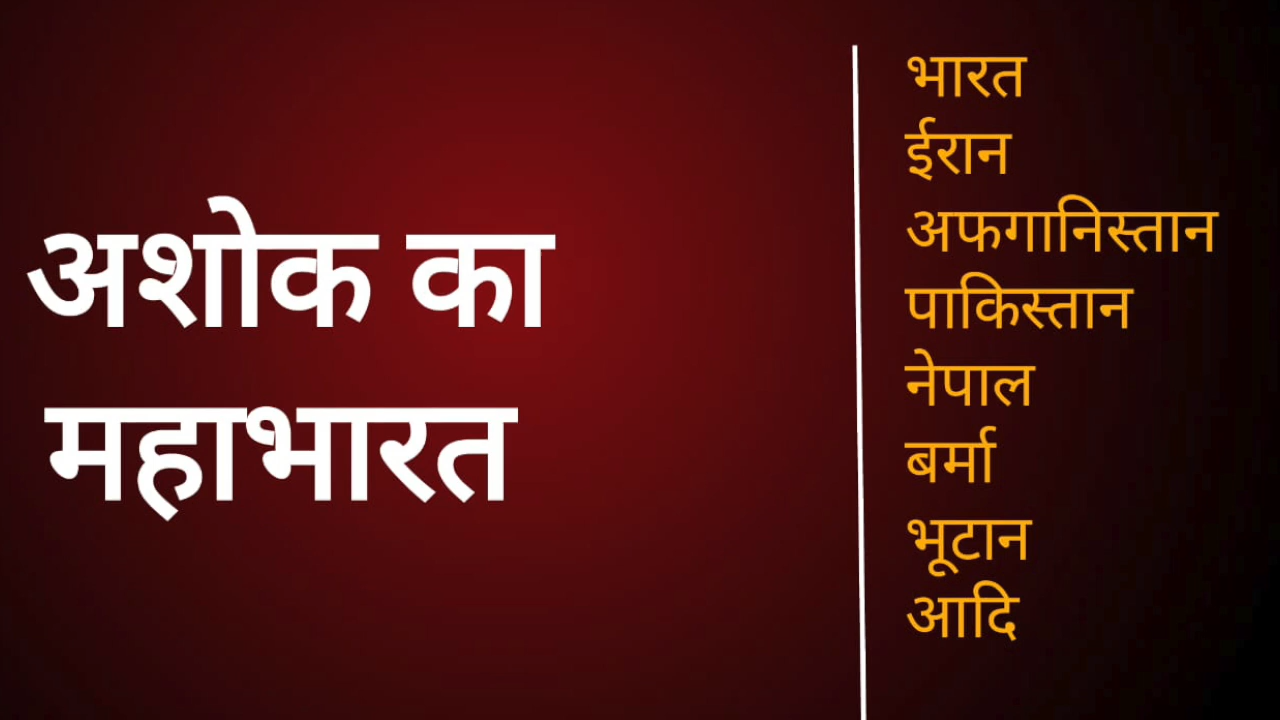 अशोक का
महाभारत
भारत
ईरान
अफगानिस्तान
पाकिस्तान
नेपाल
बर्मा
भूटान
आदि